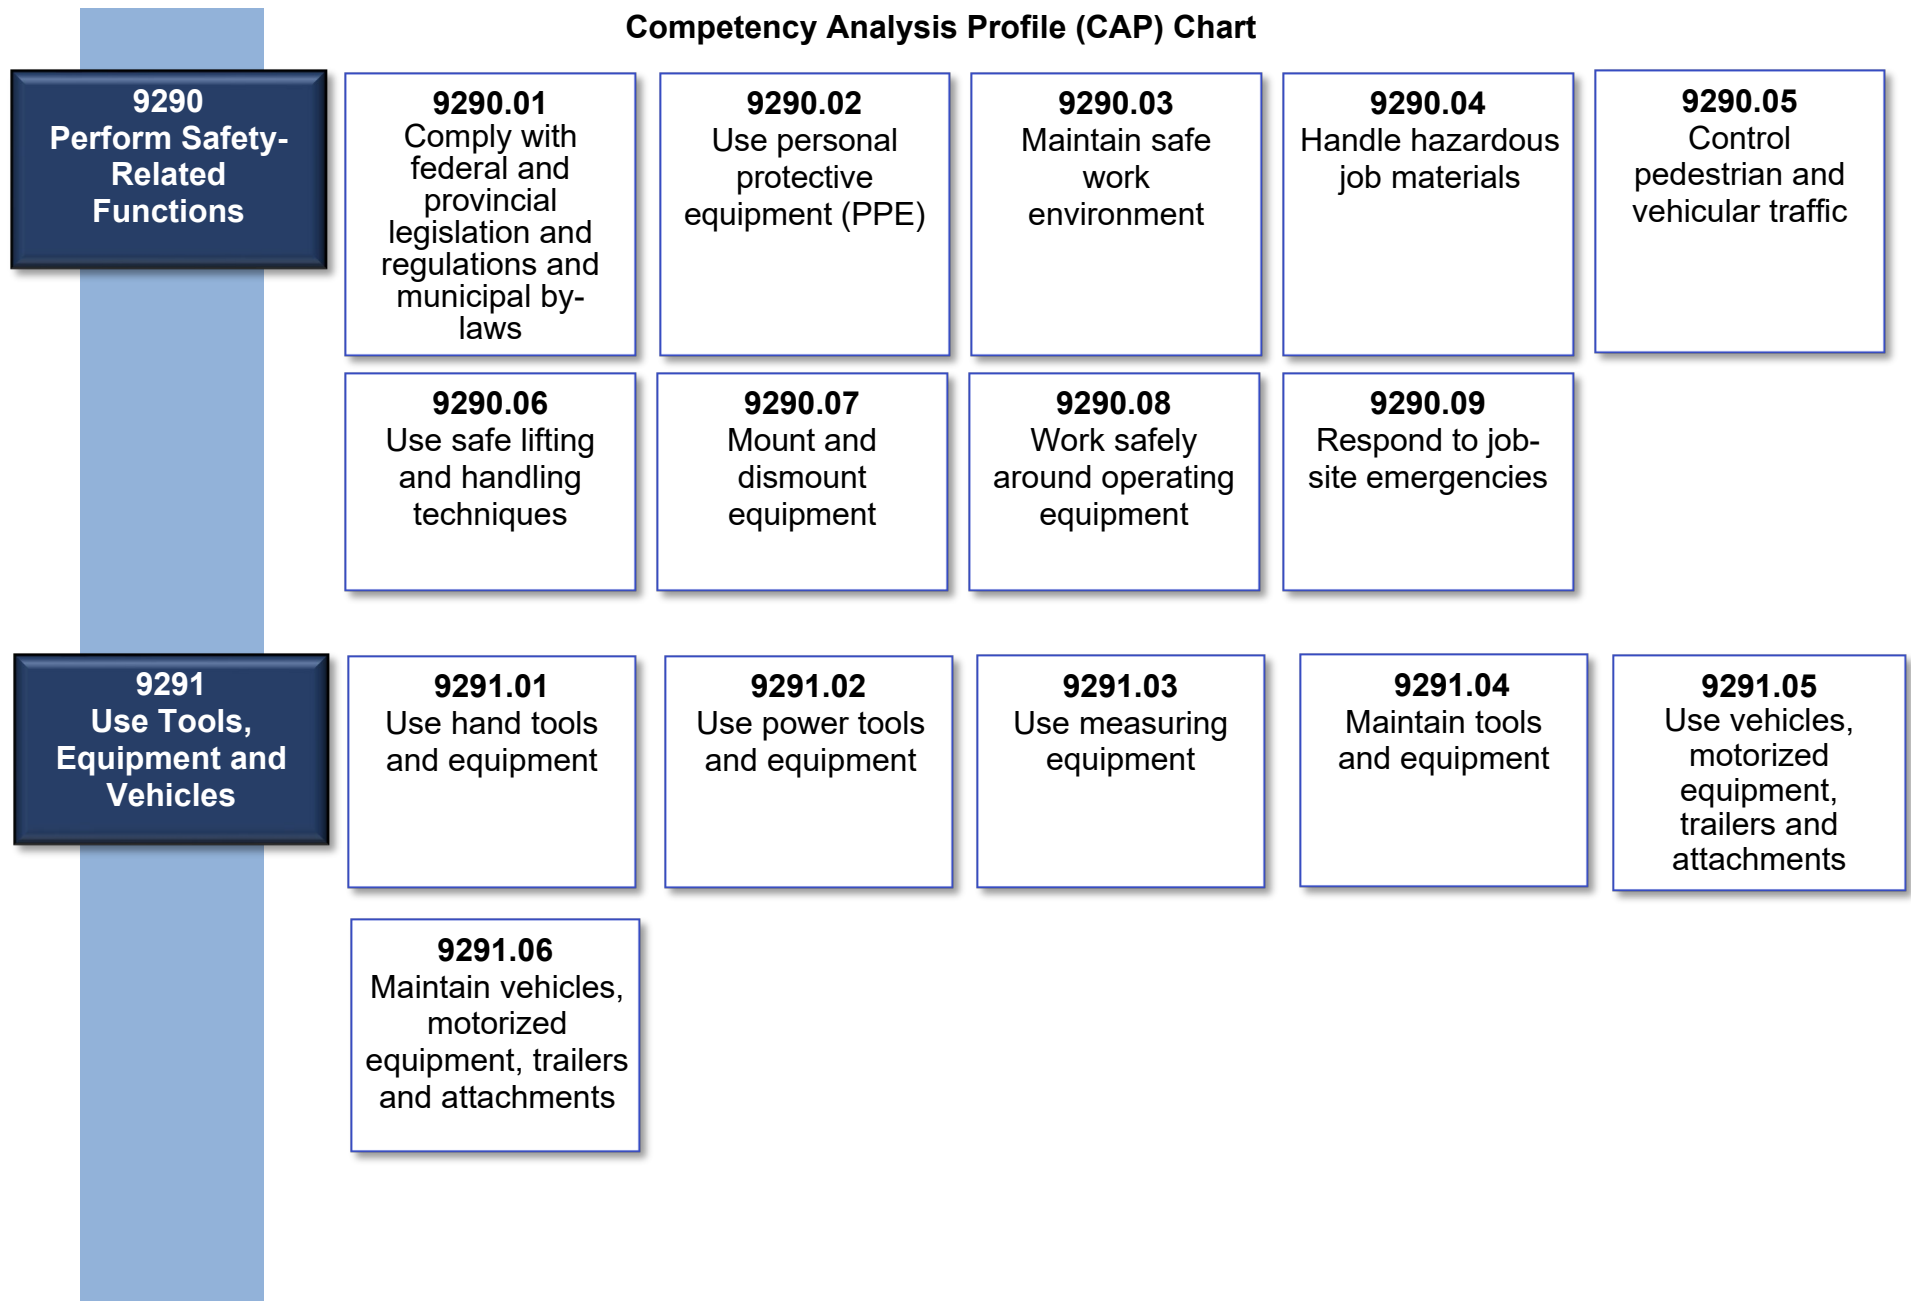 Competency Analysis Profile (CAP) Chart
9290
Perform Safety-
Related
Functions
9290.01
Comply with
federal and
provincial
legislation and
regulations and
municipal by-
laws
9290.02
Use personal
protective
equipment (PPE)
9290.03
Maintain safe
work
environment
9290.04
Handle hazardous
job materials
9290.05
Control
pedestrian and
vehicular traffic
9290.06
Use safe lifting
and handling
techniques
9290.07
Mount and
dismount
equipment
9290.08
Work safely
around operating
equipment
9290.09
Respond to job-
site emergencies
9291
Use Tools,
Equipment and
Vehicles
9291.01
Use hand tools
and equipment
9291.02
Use power tools
and equipment
9291.03
Use measuring
equipment
9291.04
Maintain tools
and equipment
9291.05
Use vehicles,
motorized
equipment,
trailers and
attachments
9291.06
Maintain vehicles,
motorized
equipment, trailers
and attachments